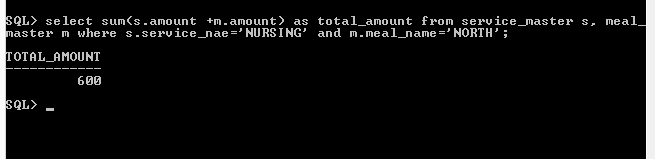 SQL> select sum(s.amount +m.amount) as total_amount from service_master s, meal_
master m where s.service_nae='NURSING' and m.meal_name='NORTH';
TOTAL_AMOUNT
------------
600
SQL> _